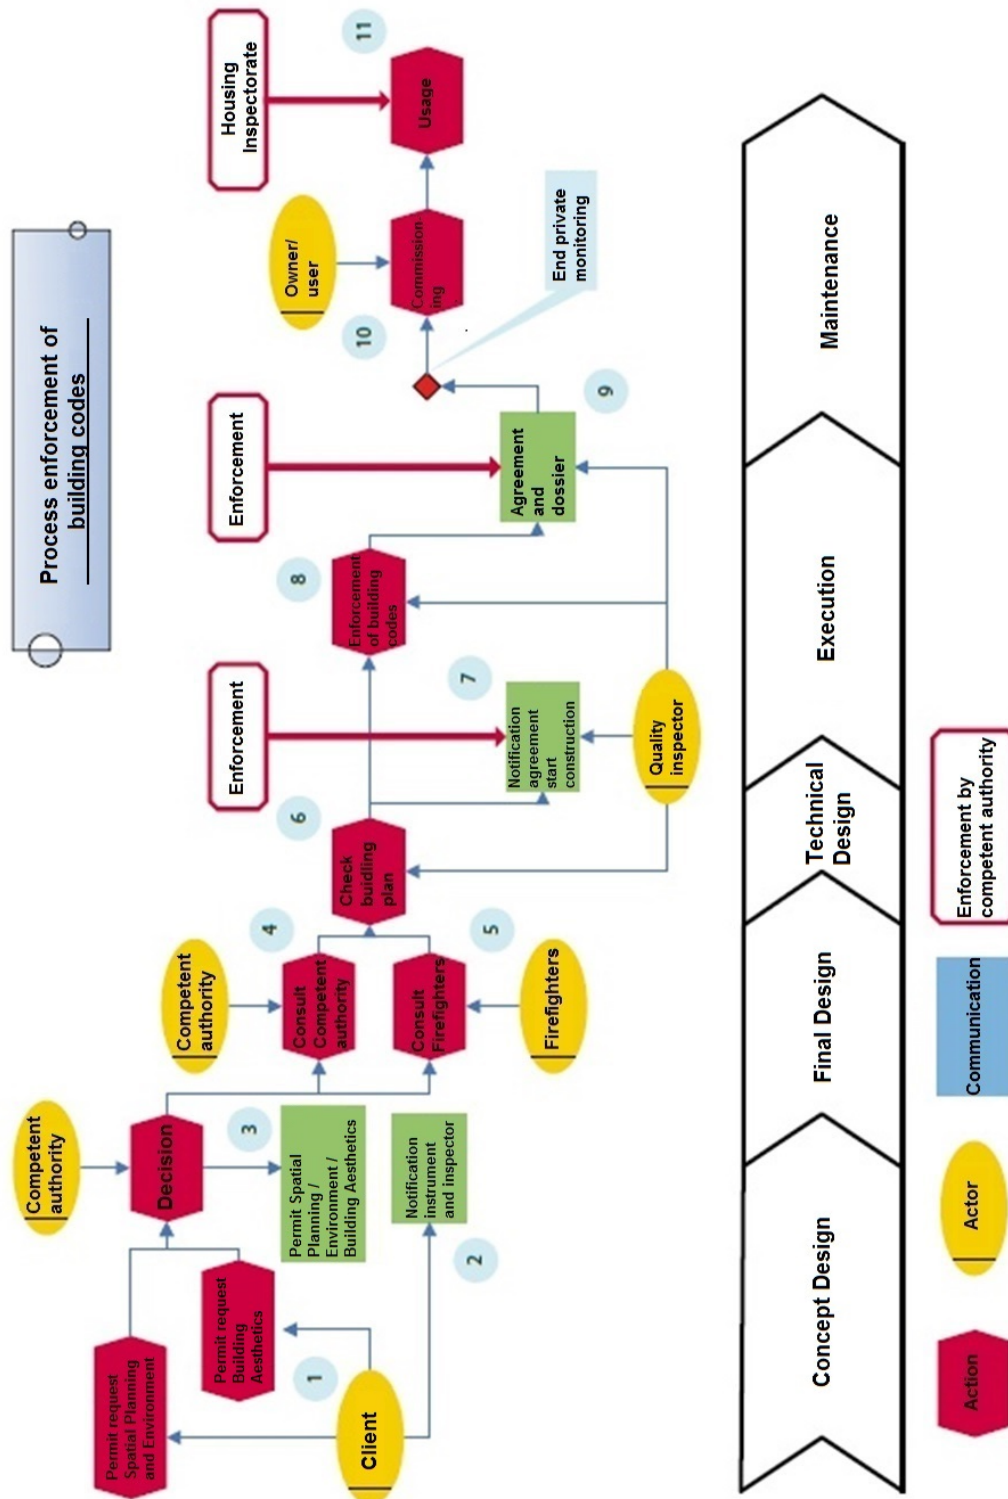 Process enforcement of
building codes
Competent
authority
Competent
authority
Enforcement
Enforcement
Owner/
user
Housing
Inspectorate
Permit request
Spatial Planning
and Environment
Permit request
Building
Aesthetics
1
Client
Decision
3
Permit Spatial
Planning /
Environment /
Building Aesthetics
2
Notification
instrument
and inspector
4
Consult
Competent
authority
5
Consult
Firefighters
Firefighters
6
Check
buidling
plan
7
Notification
agreement
start
construction
Quality
inspector
8
Enforcement
of building
codes
9
Agreement
and
dossier
End private
monitoring
10
Commission-
ing
11
Usage
Concept Design
Final Design
Technical
Design
Execution
Maintenance
Action
Actor
Communication
Enforcement by
competent authority